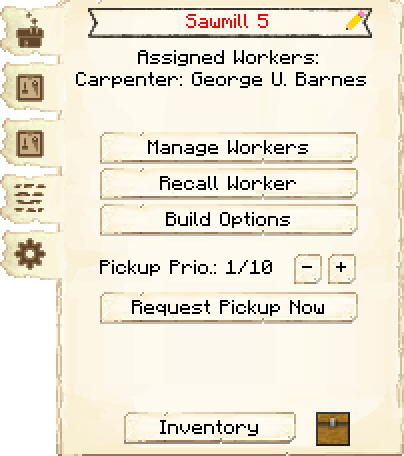 Sawmill 5
Assigned Workers:
Carpenter: George U. Barnes
Manage Workers
Recall Worker
Build Options
Pickup Prio.: 1/10 - +
Request Pickup Now
Inventory